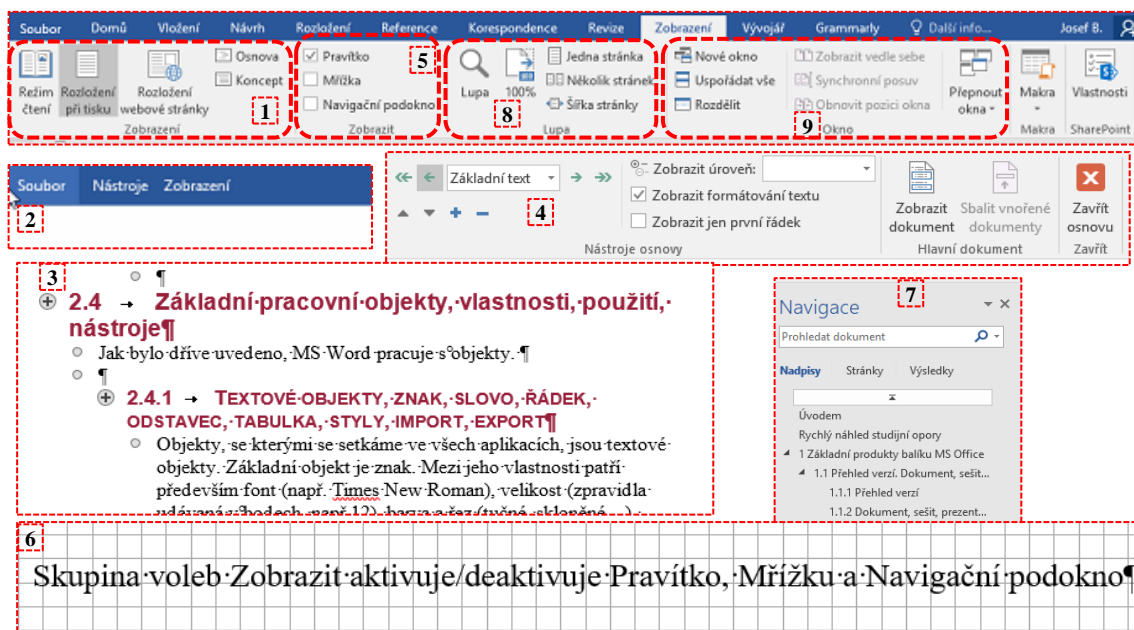 Soubor Domů Vložení Návrh Rozložení Reference Korespondence Revize Zobrazení Vývojář Grammarly Další info... Josef B.
Režim čtení
Rozložení při tisku
Rozložení webové stránky
Osnova
Koncept
1
Zobrazení
Pravítko
5
Mřížka
Navigační podokno
Zobrazit
Lupa
100%
Jedna stránka
Několik stránek
Šířka stránky
8
Lupa
Nové okno
Uspořádat vše
Rozdělit
Zobrazit vedle sebe
Synchronní posuv
Obnovit pozici okna
Přepnout okna
9
Okno
Makra
Makra
Vlastnosti
SharePoint
Soubor Nástroje Zobrazení
2
Základní text
4
Zobrazit úroveň:
Zobrazit formátování textu
Zobrazit jen první řádek
Nástroje osnovy
Zobrazit dokument
Sbalit vnořené dokumenty
Hlavní dokument
Zavřít osnovu
Zavřít
3
¶
2.4 → Základní·pracovní·objekty,·vlastnosti,·použití,·
nástroje¶
Jak·bylo·dříve·uvedeno,·MS·Word·pracuje·s°objekty.·¶
¶
2.4.1 → TEXTOVÉ·OBJEKTY,·ZNAK,·SLOVO,·ŘÁDEK,·
ODSTAVEC,·TABULKA,·STYLY,·IMPORT,·EXPORT¶
Objekty,·se·kterými·se·setkáme·ve·všech·aplikacích,·jsou·textové·
objekty.·Základní·objekt·je·znak.·Mezi·jeho·vlastnosti·patří·
především·font·(např.·Times·New·Roman),·velikost·(zpravidla·
udávaná·v°bodech,·např.12),·barva·a·řez·(tučné,·skloněné...).·
7
Navigace
Prohledat dokument
Nadpisy Stránky Výsledky
Úvodem
Rychlý náhled studijní opory
1 Základní produkty balíku MS Office
1.1 Přehled verzí. Dokument, sešit...
1.1.1 Přehled verzí
1.1.2 Dokument, sešit, prezent...
6
Skupina·voleb·Zobrazit·aktivuje/deaktivuje·Pravítko,·Mřížku·a·Navigační·podokno¶